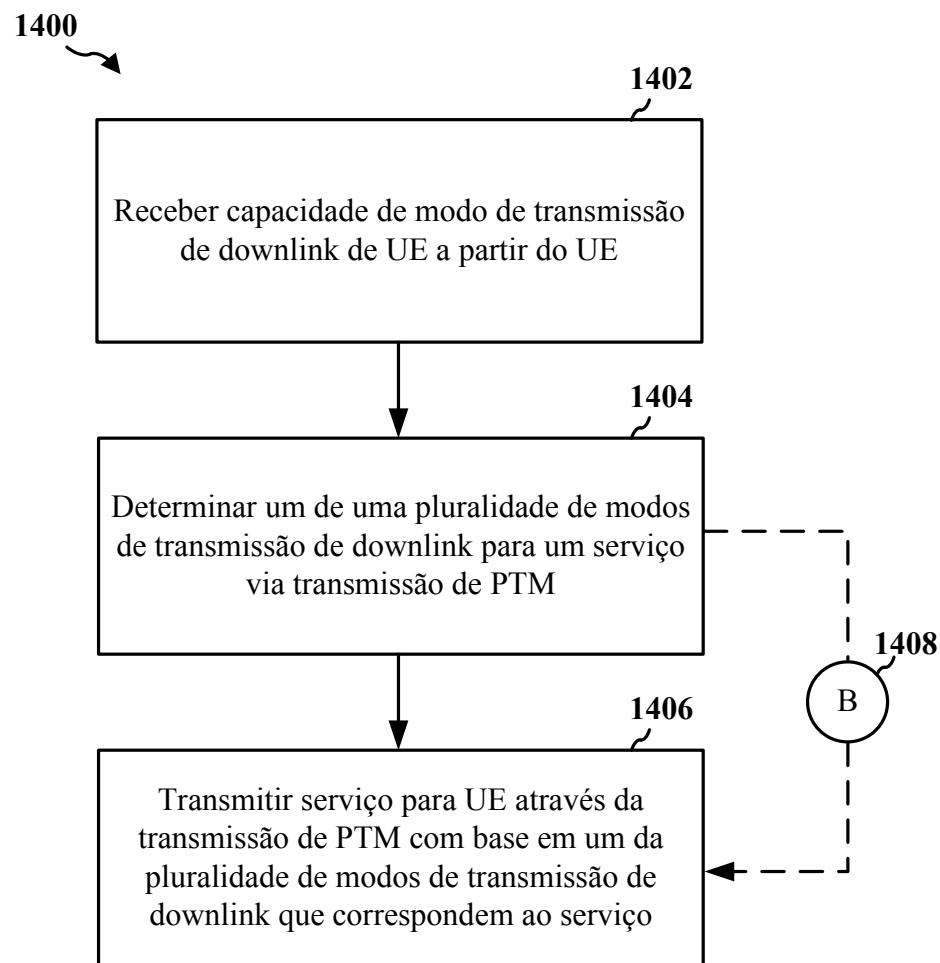 1400
1402
Receber capacidade de modo de transmissão
de downlink de UE a partir do UE
1404
Determinar um de uma pluralidade de modos
de transmissão de downlink para um serviço
via transmissão de PTM
1408
B
1406
Transmitir serviço para UE através da
transmissão de PTM com base em um da
pluralidade de modos de transmissão de
downlink que correspondem ao serviço